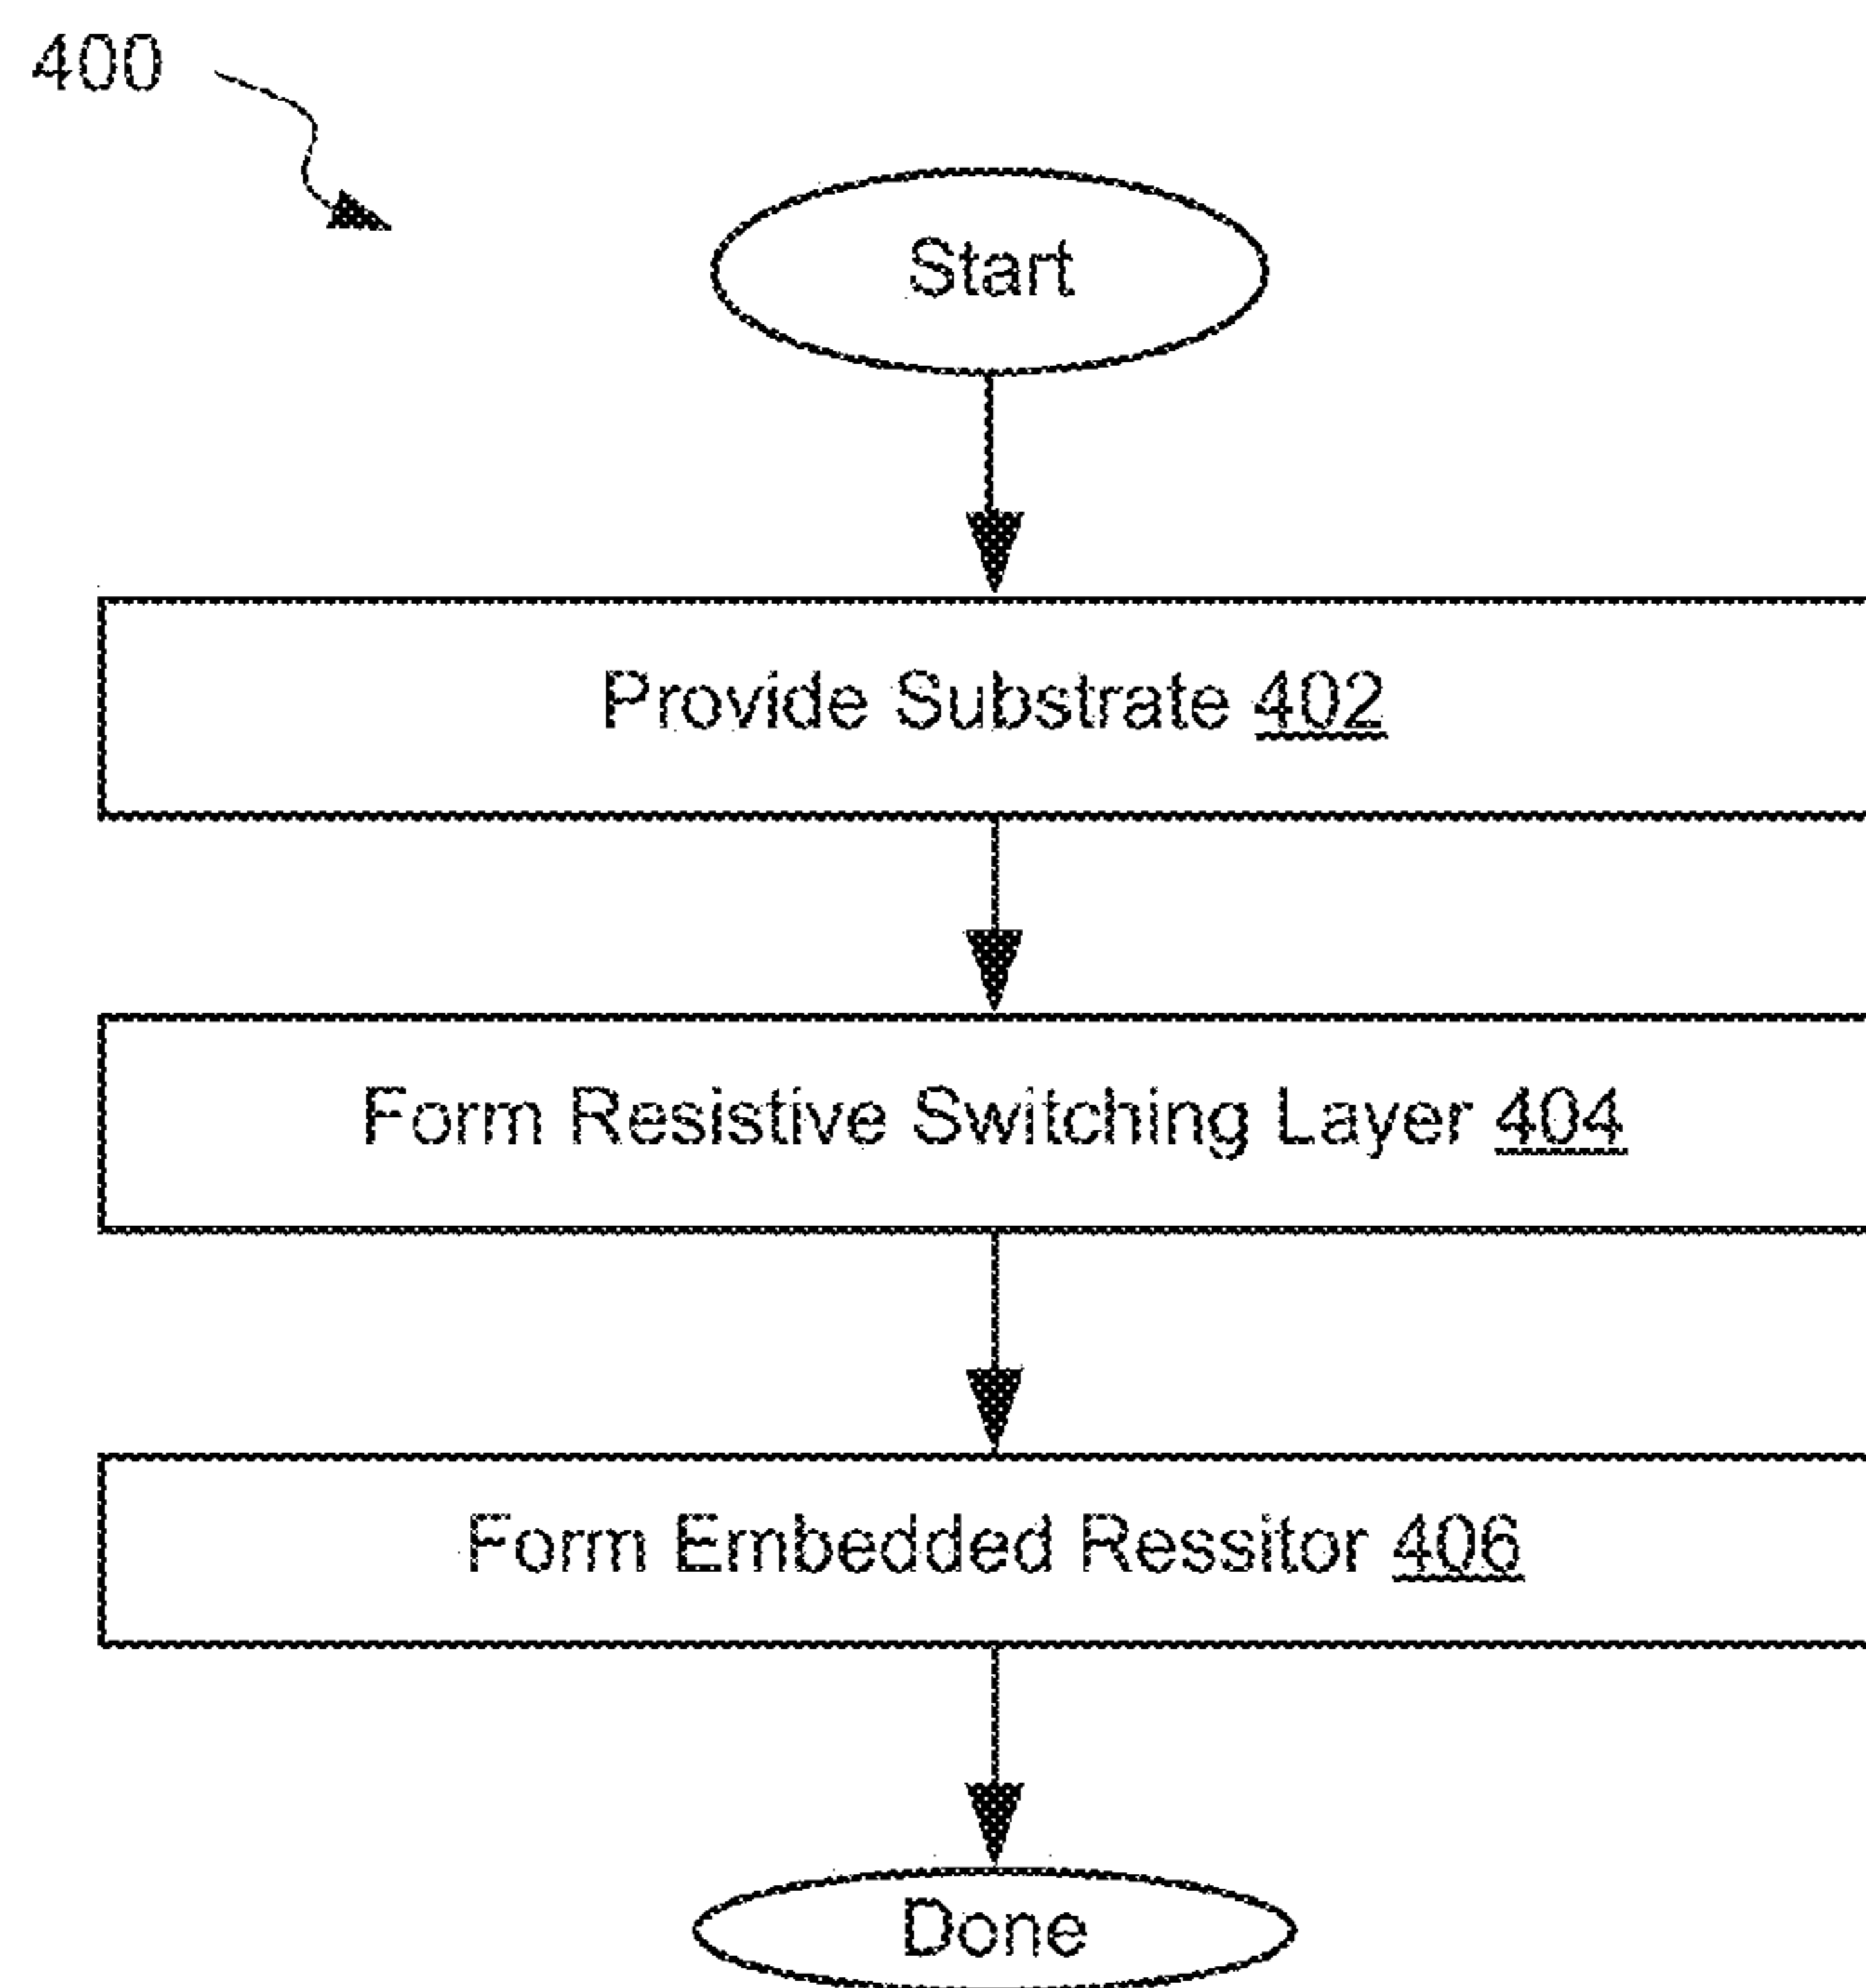 400
Start
Provide Substrate 402
Form Resistive Switching Layer 404
Form Embedded Ressitor 406
Done